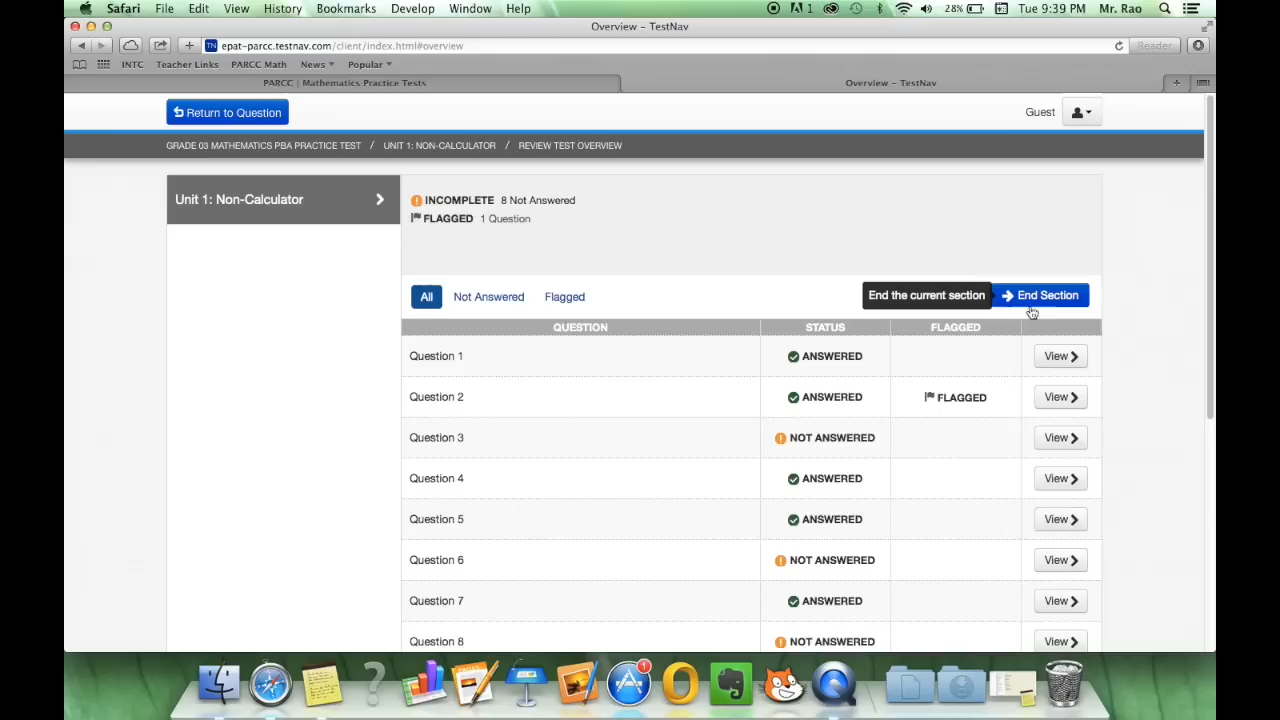 Safari File Edit View History Bookmarks Develop Window Help 1 28% Tue 9:39 PM Mr. Rao
Overview – TestNav
TN epat-parcc.testnav.com/client/index.html#overview Reader
INTC Teacher Links PARCC Math News Popular
PARCC | Mathematics Practice Tests Overview – TestNav
Return to Question Guest
GRADE 03 MATHEMATICS PBA PRACTICE TEST / UNIT 1: NON-CALCULATOR / REVIEW TEST OVERVIEW
Unit 1: Non-Calculator
INCOMPLETE 8 Not Answered
FLAGGED 1 Question
All Not Answered Flagged End the current section End Section
QUESTION STATUS FLAGGED
Question 1 ANSWERED View
Question 2 ANSWERED FLAGGED View
Question 3 NOT ANSWERED View
Question 4 ANSWERED View
Question 5 ANSWERED View
Question 6 NOT ANSWERED View
Question 7 ANSWERED View
Question 8 NOT ANSWERED View
1